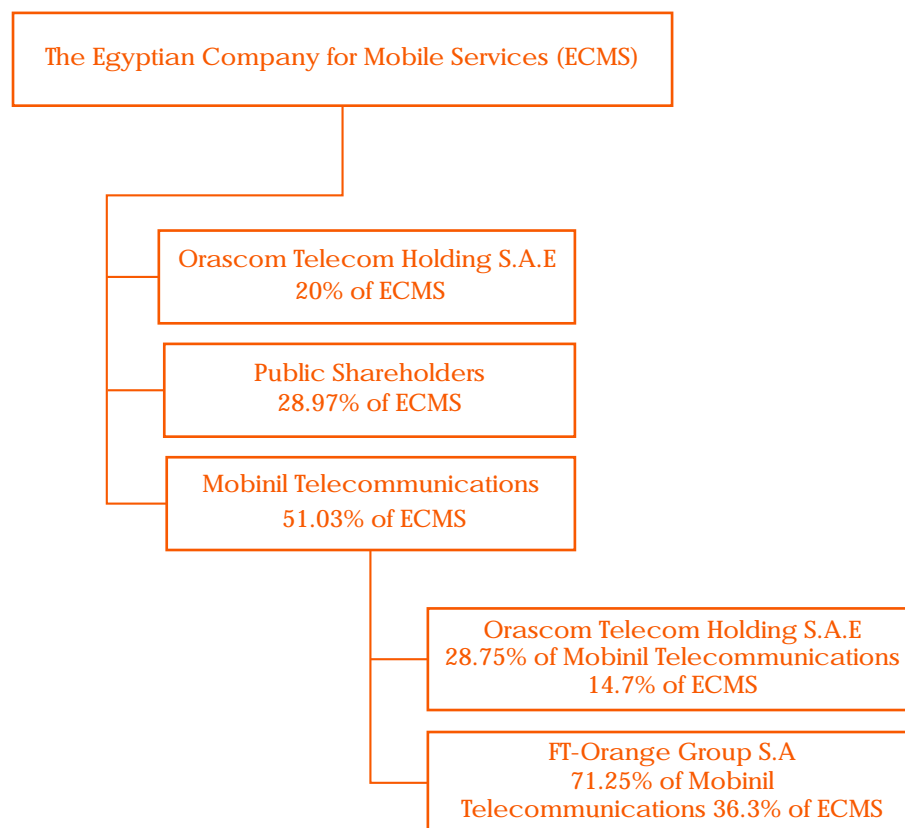 The Egyptian Company for Mobile Services (ECMS)
Orascom Telecom Holding S.A.E
20% of ECMS
Public Shareholders
28.97% of ECMS
Mobinil Telecommunications
51.03% of ECMS
Orascom Telecom Holding S.A.E
28.75% of Mobinil Telecommunications
14.7% of ECMS
FT-Orange Group S.A
71.25% of Mobinil
Telecommunications 36.3% of ECMS